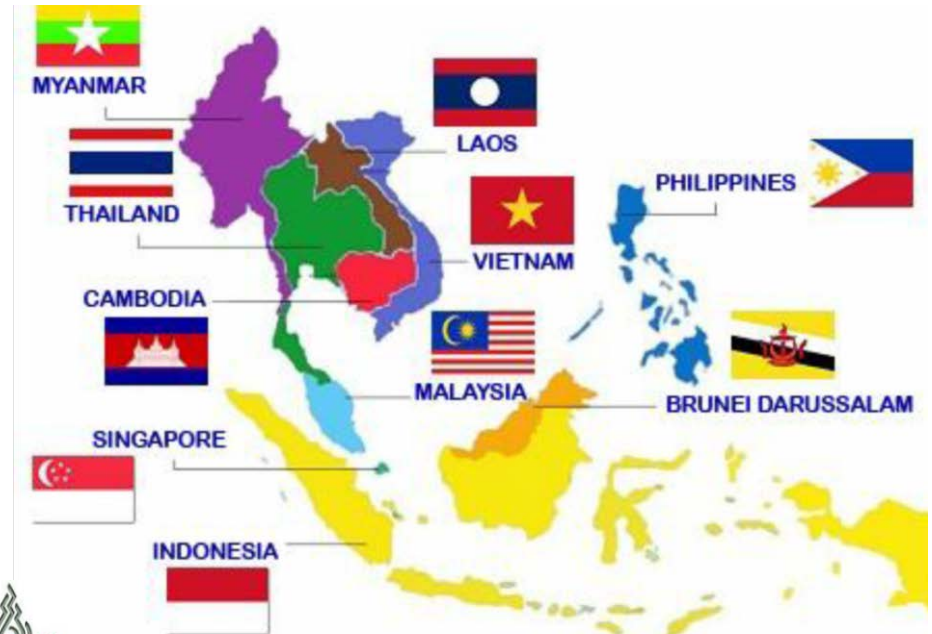 MYANMAR
LAOS
THAILAND
PHILIPPINES
VIETNAM
CAMBODIA
MALAYSIA
BRUNEI DARUSSALAM
SINGAPORE
INDONESIA